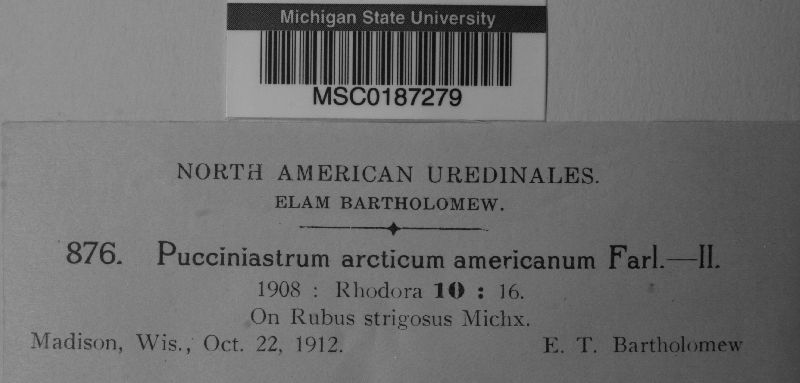 Michigan State University
MSC0187279
NORTH AMERICAN UREDINALES.
ELAM BARTHOLOMEW.
876. Pucciniastrum arcticum americanum Farl.—II.
1908 : Rhodora 10 : 16.
On Rubus strigosus Michx.
Madison, Wis., Oct. 22, 1912. E. T. Bartholomew